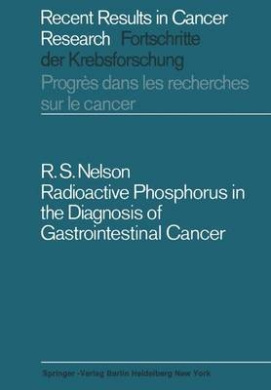 Recent Results in Cancer
Research Fortschritte
der Krebsforschung
Progrès dans les recherches
sur le cancer
R.S. Nelson
Radioactive Phosphorus in
the Diagnosis of
Gastrointestinal Cancer
Springer-Verlag Berlin Heidelberg New York